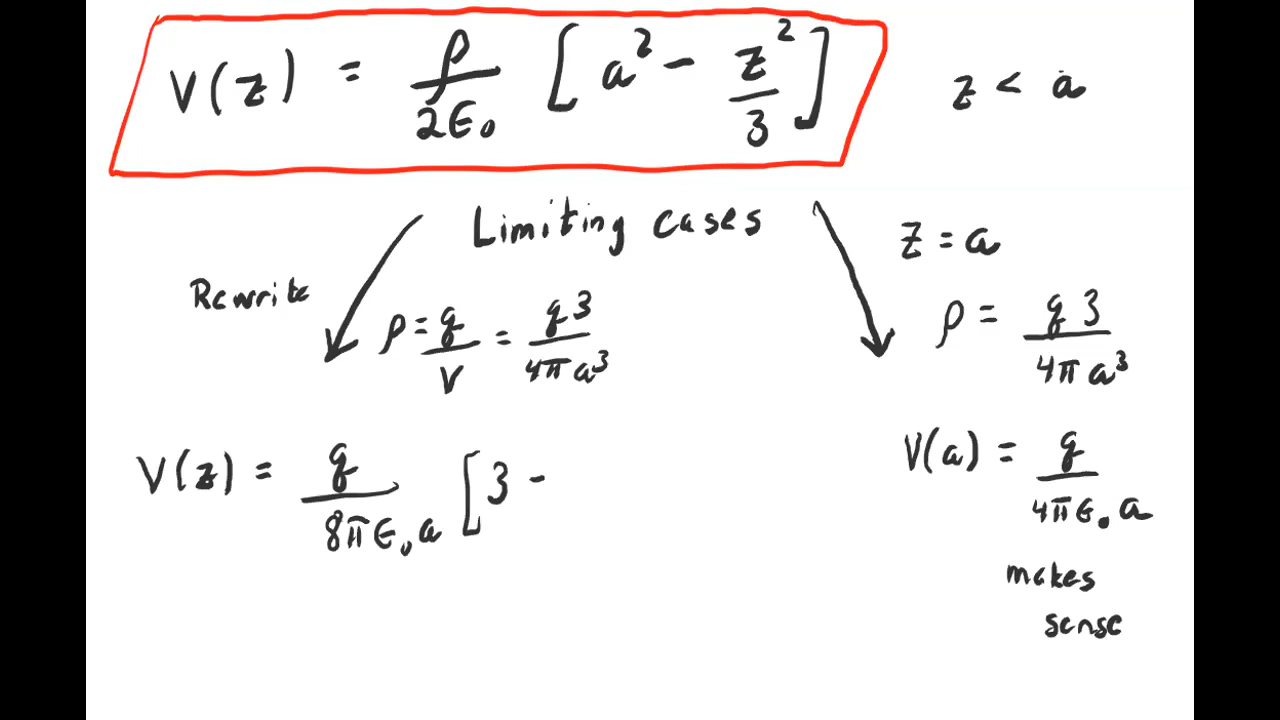 V(z) = ρ/2ϵ₀ [a² - z²/3] z < a
Limiting cases
z = a
Rewrite
ρ = q/V = q3/4πa³
ρ = q3/4πa³
V(z) = q/8πϵ₀a [3 -
V(a) = q/4πϵ₀a
makes
sense